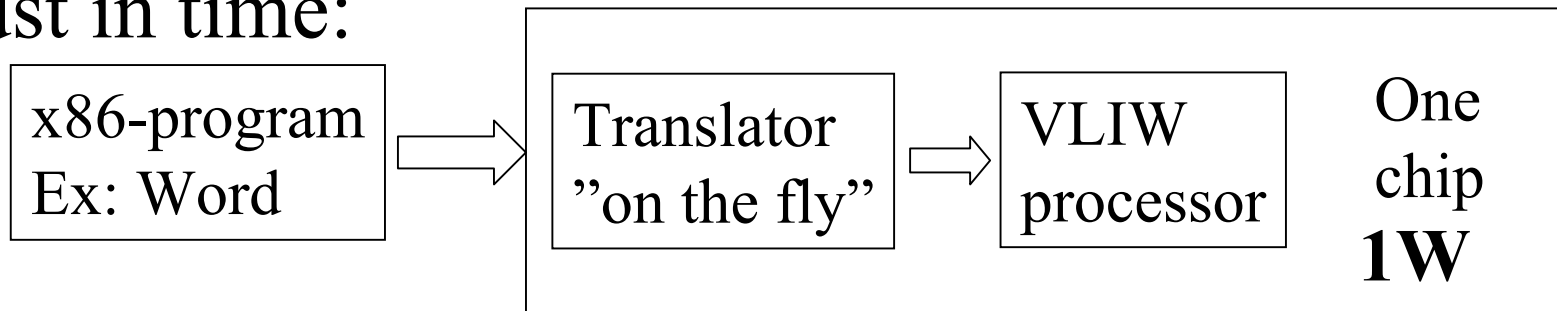 ust in time:
x86-program
Ex: Word
Translator
”on the fly”
VLIW
processor
One
chip
1W